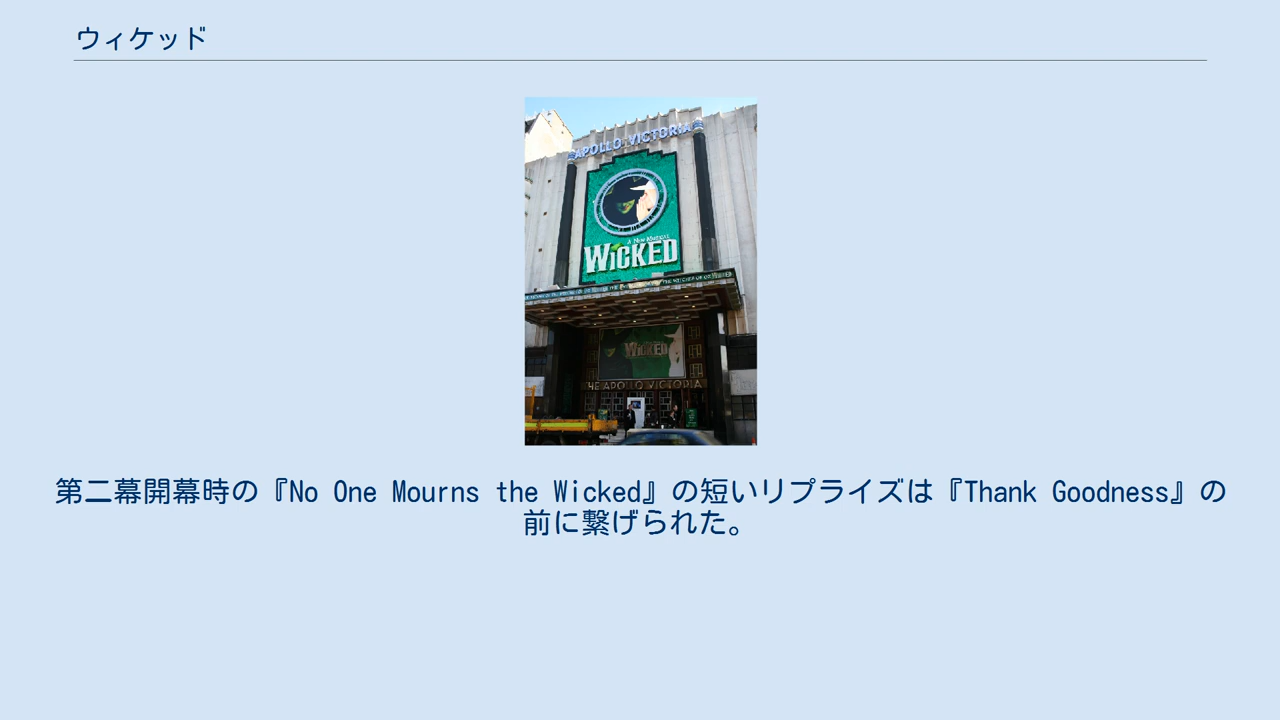 ウィケッド
APOLLO VICTORIA
A NEW MUSICAL
WICKED
WICKED
THE APOLLO VICTORIA
第二幕開幕時の『No One Mourns the Wicked』の短いリプライズは『Thank Goodness』の
前に繋げられた。